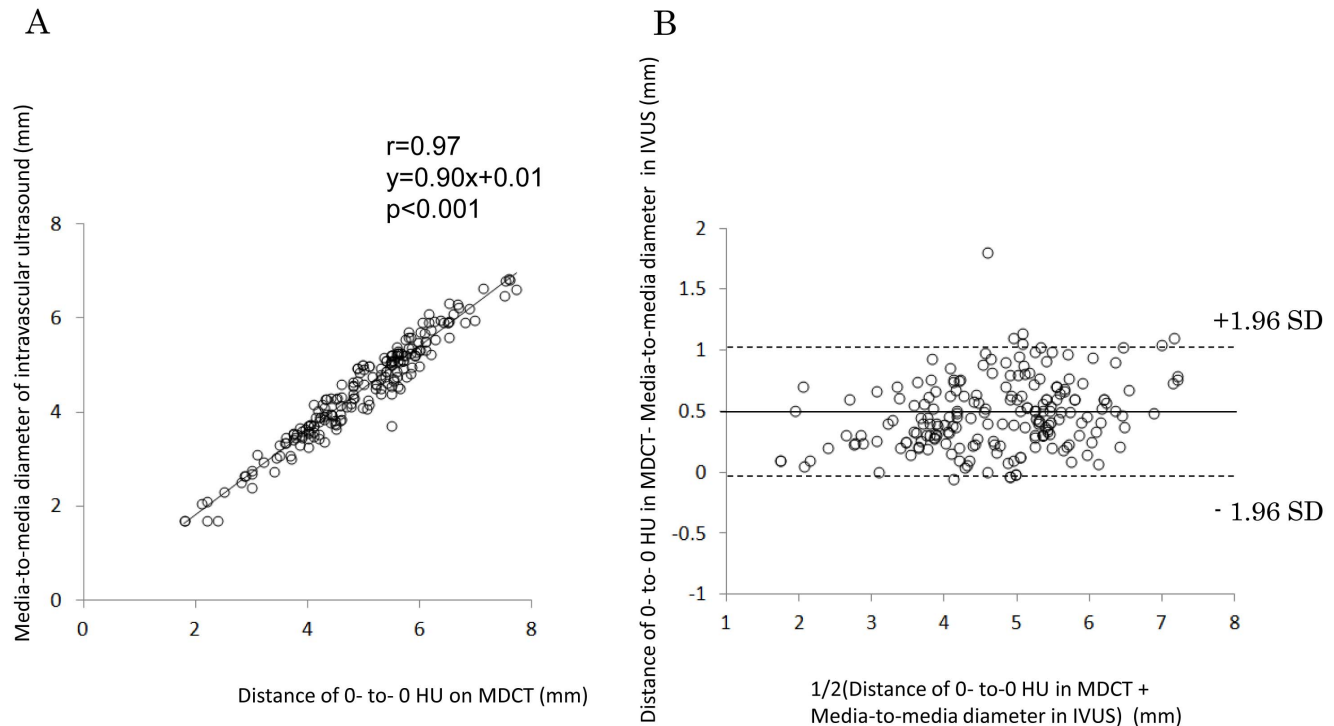 A
Media-to-media diameter of intravascular ultrasound (mm)
r=0.97
y=0.90x+0.01
p<0.001
8
6
4
2
0
0 2 4 6 8
Distance of 0- to- 0 HU on MDCT (mm)
B
Distance of 0- to- 0 HU in MDCT- Media-to-media diameter in IVUS (mm)
2
1.5
1
0.5
0
-0.5
-1
+1.96 SD
- 1.96 SD
1 2 3 4 5 6 7 8
1/2(Distance of 0- to-0 HU in MDCT +
Media-to-media diameter in IVUS) (mm)